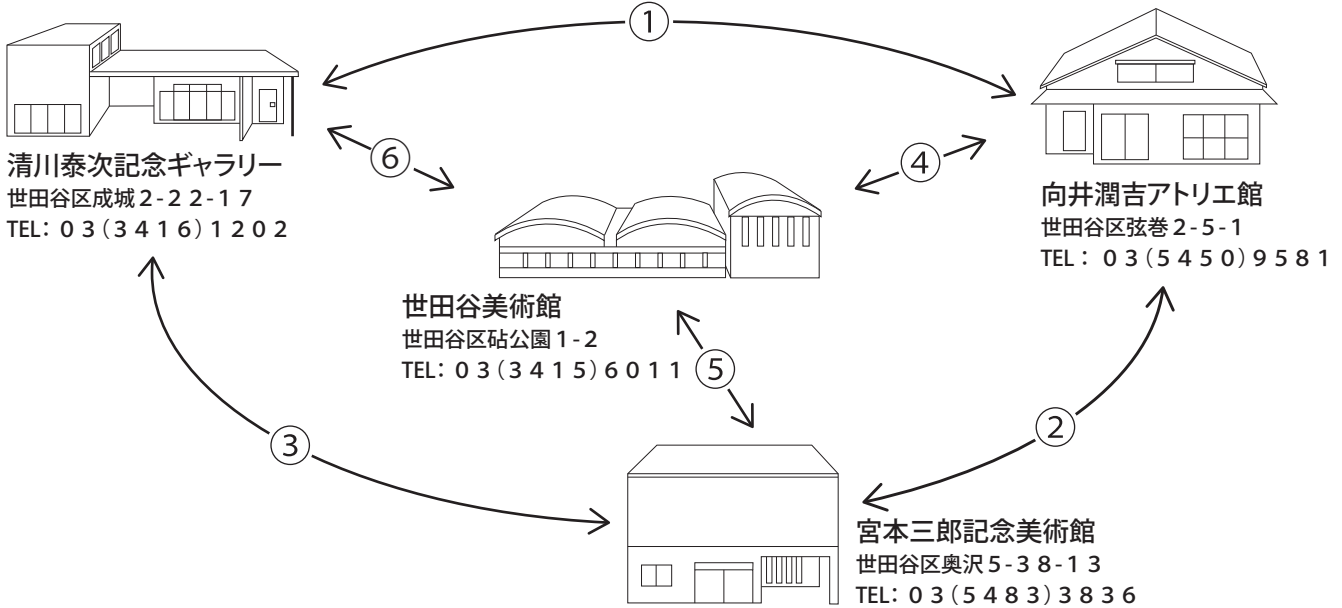 ①
清川泰次記念ギャラリー
世田谷区成城2-22-17
TEL: 03(3416)1202
⑥
④
向井潤吉アトリエ館
世田谷区弦巻2-5-1
TEL: 03(5450)9581
世田谷美術館
世田谷区砧公園1-2
TEL: 03(3415)6011
⑤
③
②
宮本三郎記念美術館
世田谷区奥沢5-38-13
TEL: 03(5483)3836